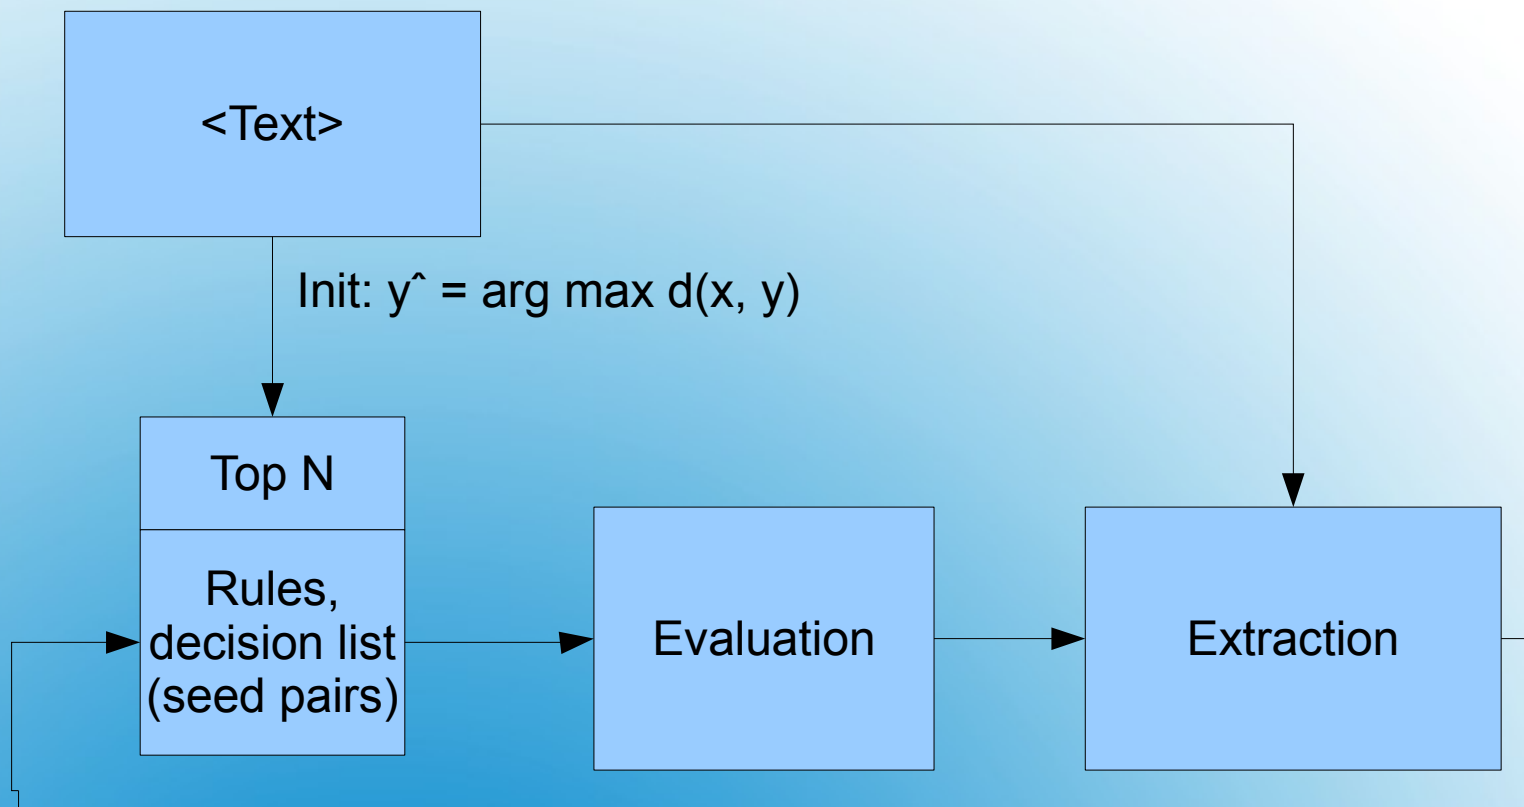 <Text>
Init: yˆ = arg max d(x, y)
Top N
Rules,
decision list
(seed pairs)
Evaluation
Extraction